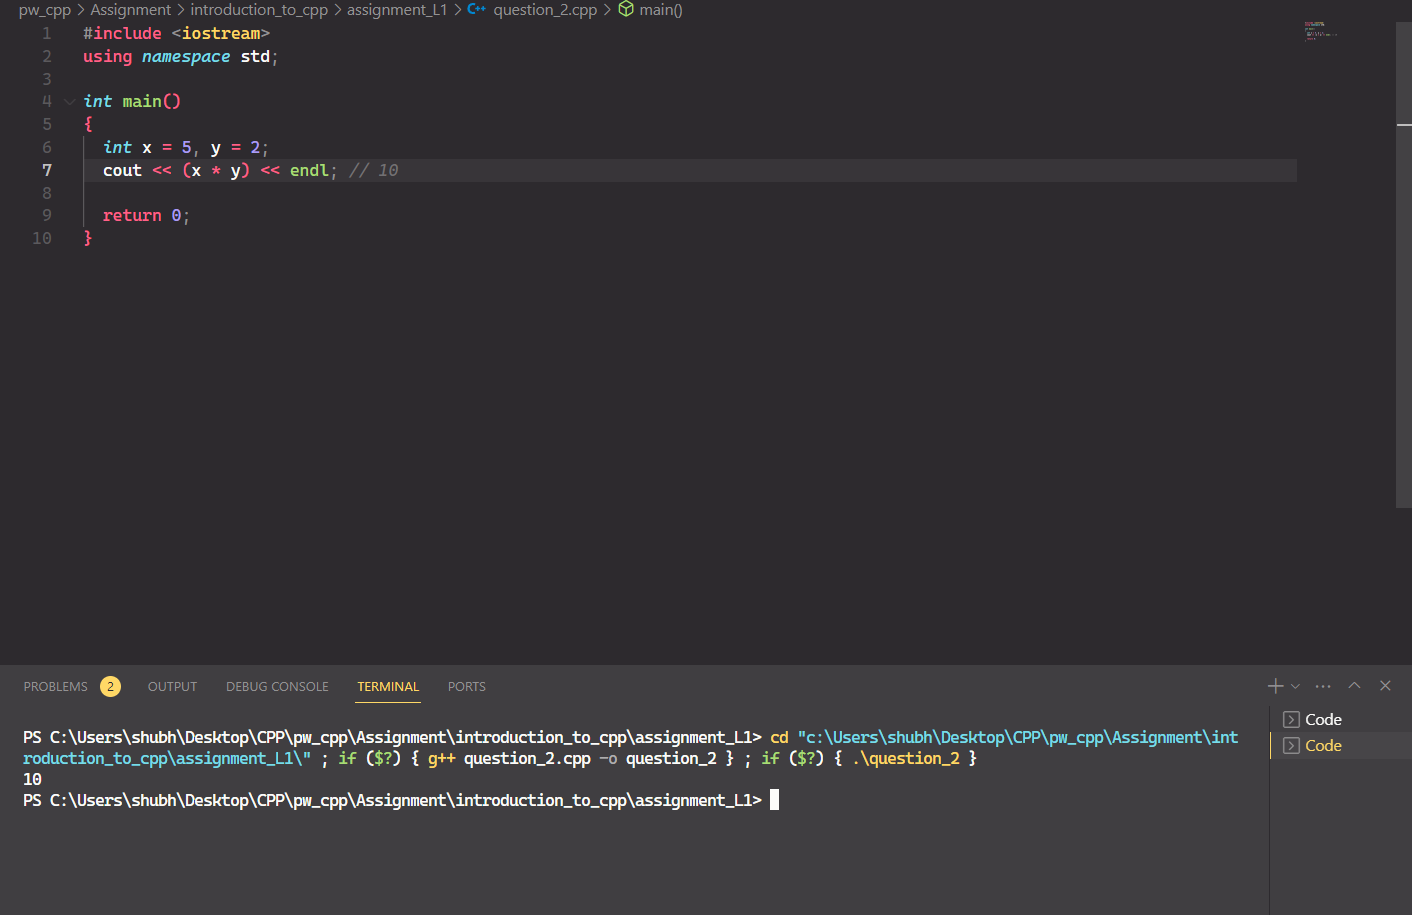 pw_cpp > Assignment > introduction_to_cpp > assignment_L1 > C++ question_2.cpp > main()
1 #include <iostream>
2 using namespace std;
3
4 int main()
5 {
6 int x = 5, y = 2;
7 cout << (x * y) << endl; // 10
8
9 return 0;
10 }
PROBLEMS 2 OUTPUT DEBUG CONSOLE TERMINAL PORTS
PS C:\Users\shubh\Desktop\CPP\pw_cpp\Assignment\introduction_to_cpp\assignment_L1> cd "c:\Users\shubh\Desktop\CPP\pw_cpp\Assignment\int
roduction_to_cpp\assignment_L1\" ; if ($?) { g++ question_2.cpp -o question_2 } ; if ($?) { .\question_2 }
10
PS C:\Users\shubh\Desktop\CPP\pw_cpp\Assignment\introduction_to_cpp\assignment_L1>
Code
Code